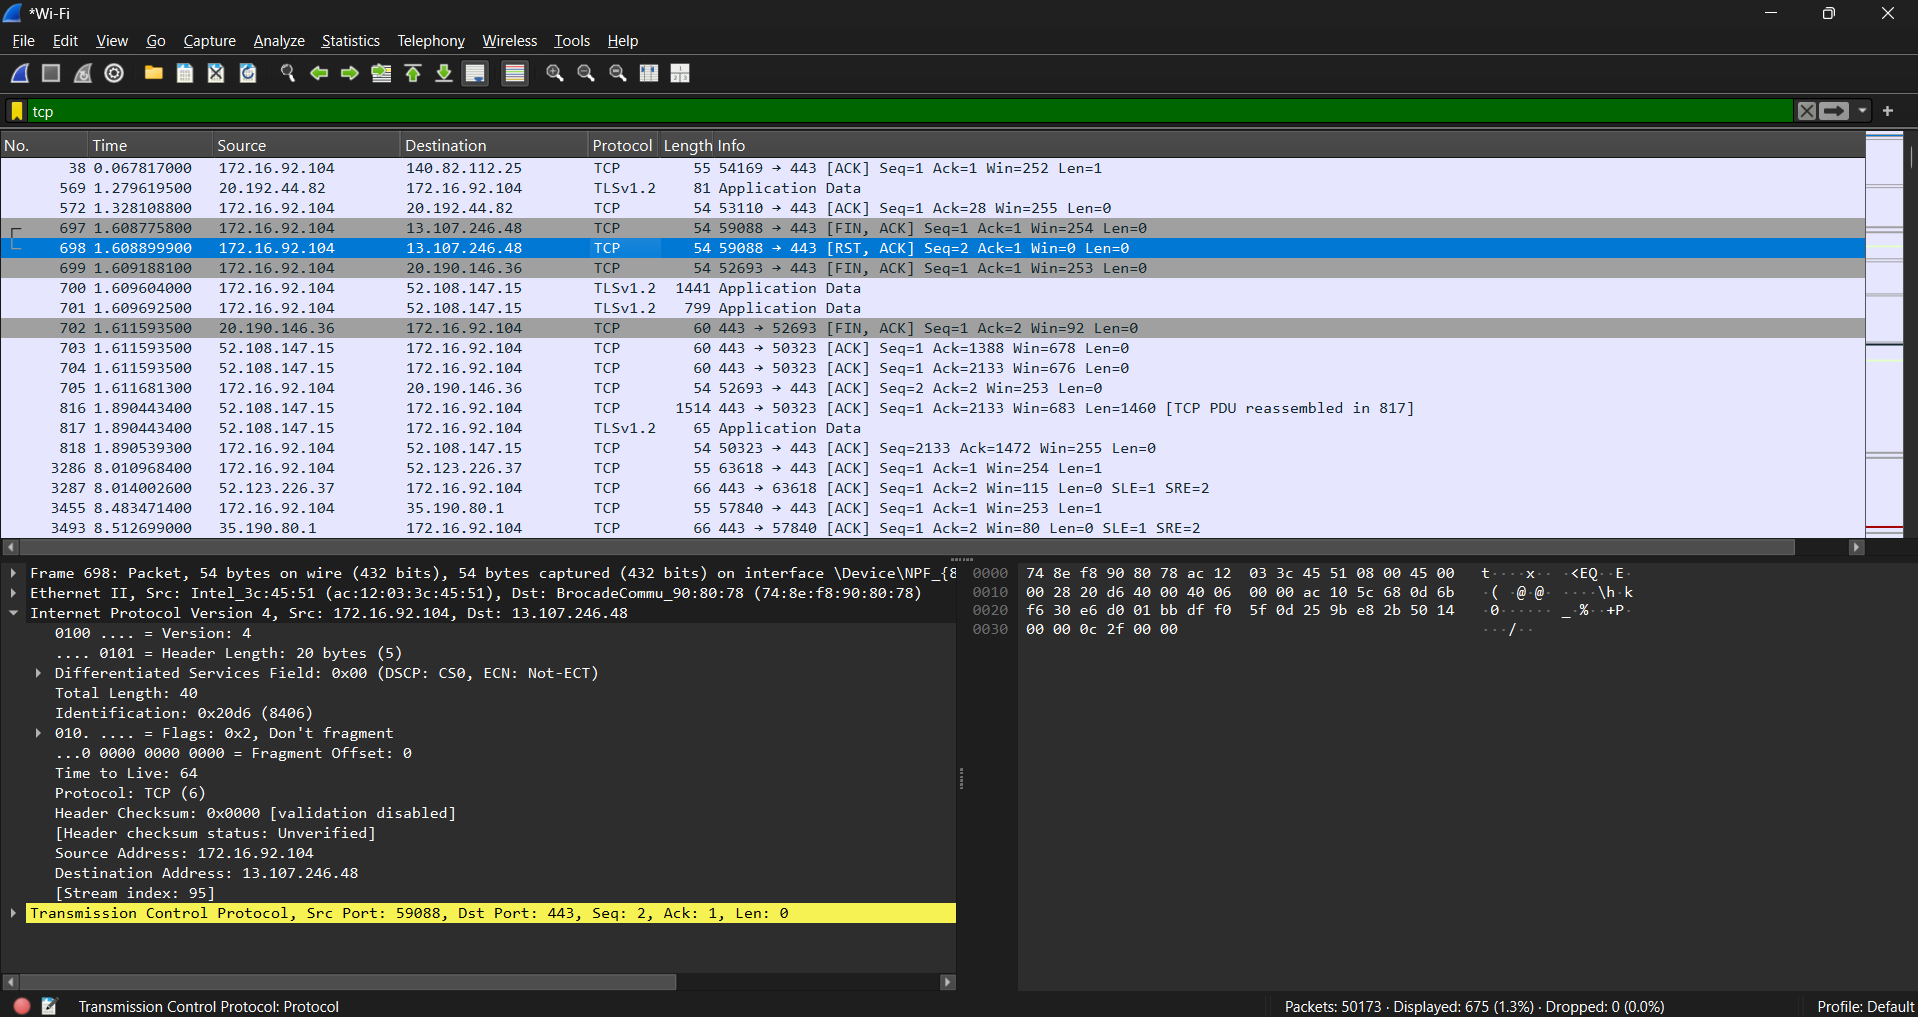 *Wi-Fi
File Edit View Go Capture Analyze Statistics Telephony Wireless Tools Help
tcp
No. Time Source Destination Protocol Length Info
38 0.067817000 172.16.92.104 140.82.112.25 TCP 55 54169 → 443 [ACK] Seq=1 Ack=1 Win=252 Len=1
569 1.279619500 20.192.44.82 172.16.92.104 TLSv1.2 81 Application Data
572 1.328108800 172.16.92.104 20.192.44.82 TCP 54 53110 → 443 [ACK] Seq=1 Ack=28 Win=255 Len=0
697 1.608775800 172.16.92.104 13.107.246.48 TCP 54 59088 → 443 [FIN, ACK] Seq=1 Ack=1 Win=254 Len=0
698 1.608899900 172.16.92.104 13.107.246.48 TCP 54 59088 → 443 [RST, ACK] Seq=2 Ack=1 Win=0 Len=0
699 1.609188100 172.16.92.104 20.190.146.36 TCP 54 52693 → 443 [FIN, ACK] Seq=1 Ack=1 Win=253 Len=0
700 1.609604000 172.16.92.104 52.108.147.15 TLSv1.2 1441 Application Data
701 1.609692500 172.16.92.104 52.108.147.15 TLSv1.2 799 Application Data
702 1.611593500 20.190.146.36 172.16.92.104 TCP 60 443 → 52693 [FIN, ACK] Seq=1 Ack=2 Win=92 Len=0
703 1.611593500 52.108.147.15 172.16.92.104 TCP 60 443 → 50323 [ACK] Seq=1 Ack=1388 Win=678 Len=0
704 1.611593500 52.108.147.15 172.16.92.104 TCP 60 443 → 50323 [ACK] Seq=1 Ack=2133 Win=676 Len=0
705 1.611681300 172.16.92.104 20.190.146.36 TCP 54 52693 → 443 [ACK] Seq=2 Ack=2 Win=253 Len=0
816 1.890443400 52.108.147.15 172.16.92.104 TCP 1514 443 → 50323 [ACK] Seq=1 Ack=2133 Win=683 Len=1460 [TCP PDU reassembled in 817]
817 1.890443400 52.108.147.15 172.16.92.104 TLSv1.2 65 Application Data
818 1.890539300 172.16.92.104 52.108.147.15 TCP 54 50323 → 443 [ACK] Seq=2133 Ack=1472 Win=255 Len=0
3286 8.010968400 172.16.92.104 52.123.226.37 TCP 55 63618 → 443 [ACK] Seq=1 Ack=1 Win=254 Len=1
3287 8.014002600 52.123.226.37 172.16.92.104 TCP 66 443 → 63618 [ACK] Seq=1 Ack=2 Win=115 Len=0 SLE=1 SRE=2
3455 8.483471400 172.16.92.104 35.190.80.1 TCP 55 57840 → 443 [ACK] Seq=1 Ack=1 Win=253 Len=1
3493 8.512699000 35.190.80.1 172.16.92.104 TCP 66 443 → 57840 [ACK] Seq=1 Ack=2 Win=80 Len=0 SLE=1 SRE=2
Frame 698: Packet, 54 bytes on wire (432 bits), 54 bytes captured (432 bits) on interface \Device\NPF_{8
Ethernet II, Src: Intel_3c:45:51 (ac:12:03:3c:45:51), Dst: BrocadeCommu_90:80:78 (74:8e:f8:90:80:78)
Internet Protocol Version 4, Src: 172.16.92.104, Dst: 13.107.246.48
0100 .... = Version: 4
.... 0101 = Header Length: 20 bytes (5)
Differentiated Services Field: 0x00 (DSCP: CS0, ECN: Not-ECT)
Total Length: 40
Identification: 0x20d6 (8406)
010. .... = Flags: 0x2, Don't fragment
...0 0000 0000 0000 = Fragment Offset: 0
Time to Live: 64
Protocol: TCP (6)
Header Checksum: 0x0000 [validation disabled]
[Header checksum status: Unverified]
Source Address: 172.16.92.104
Destination Address: 13.107.246.48
[Stream index: 95]
Transmission Control Protocol, Src Port: 59088, Dst Port: 443, Seq: 2, Ack: 1, Len: 0
0000 74 8e f8 90 80 78 ac 12 03 3c 45 51 08 00 45 00 t····x·· ·<EQ··E·
0010 00 28 20 d6 40 00 40 06 00 00 ac 10 5c 68 0d 6b ·( ·@·@· ····\h·k
0020 f6 30 e6 d0 01 bb df f0 5f 0d 25 9b e8 2b 50 14 ·0······ _·%··+P·
0030 00 00 0c 2f 00 00 ···/··
Transmission Control Protocol: Protocol
Packets: 50173 · Displayed: 675 (1.3%) · Dropped: 0 (0.0%)
Profile: Default